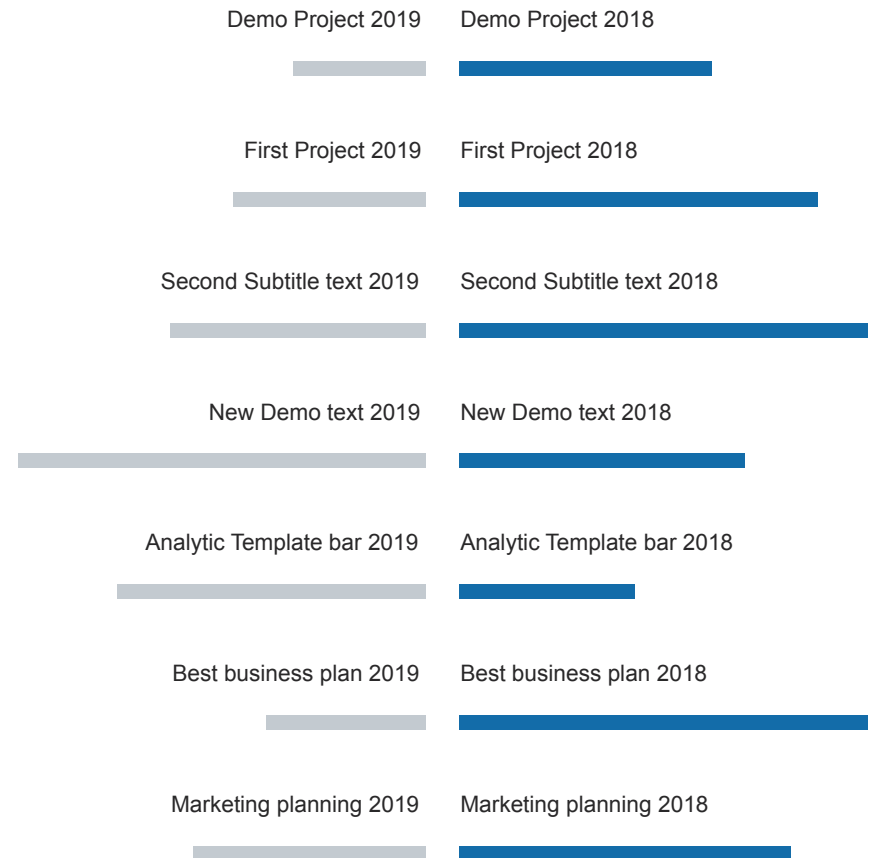 Demo Project 2019 Demo Project 2018
First Project 2019 First Project 2018
Second Subtitle text 2019 Second Subtitle text 2018
New Demo text 2019 New Demo text 2018
Analytic Template bar 2019 Analytic Template bar 2018
Best business plan 2019 Best business plan 2018
Marketing planning 2019 Marketing planning 2018